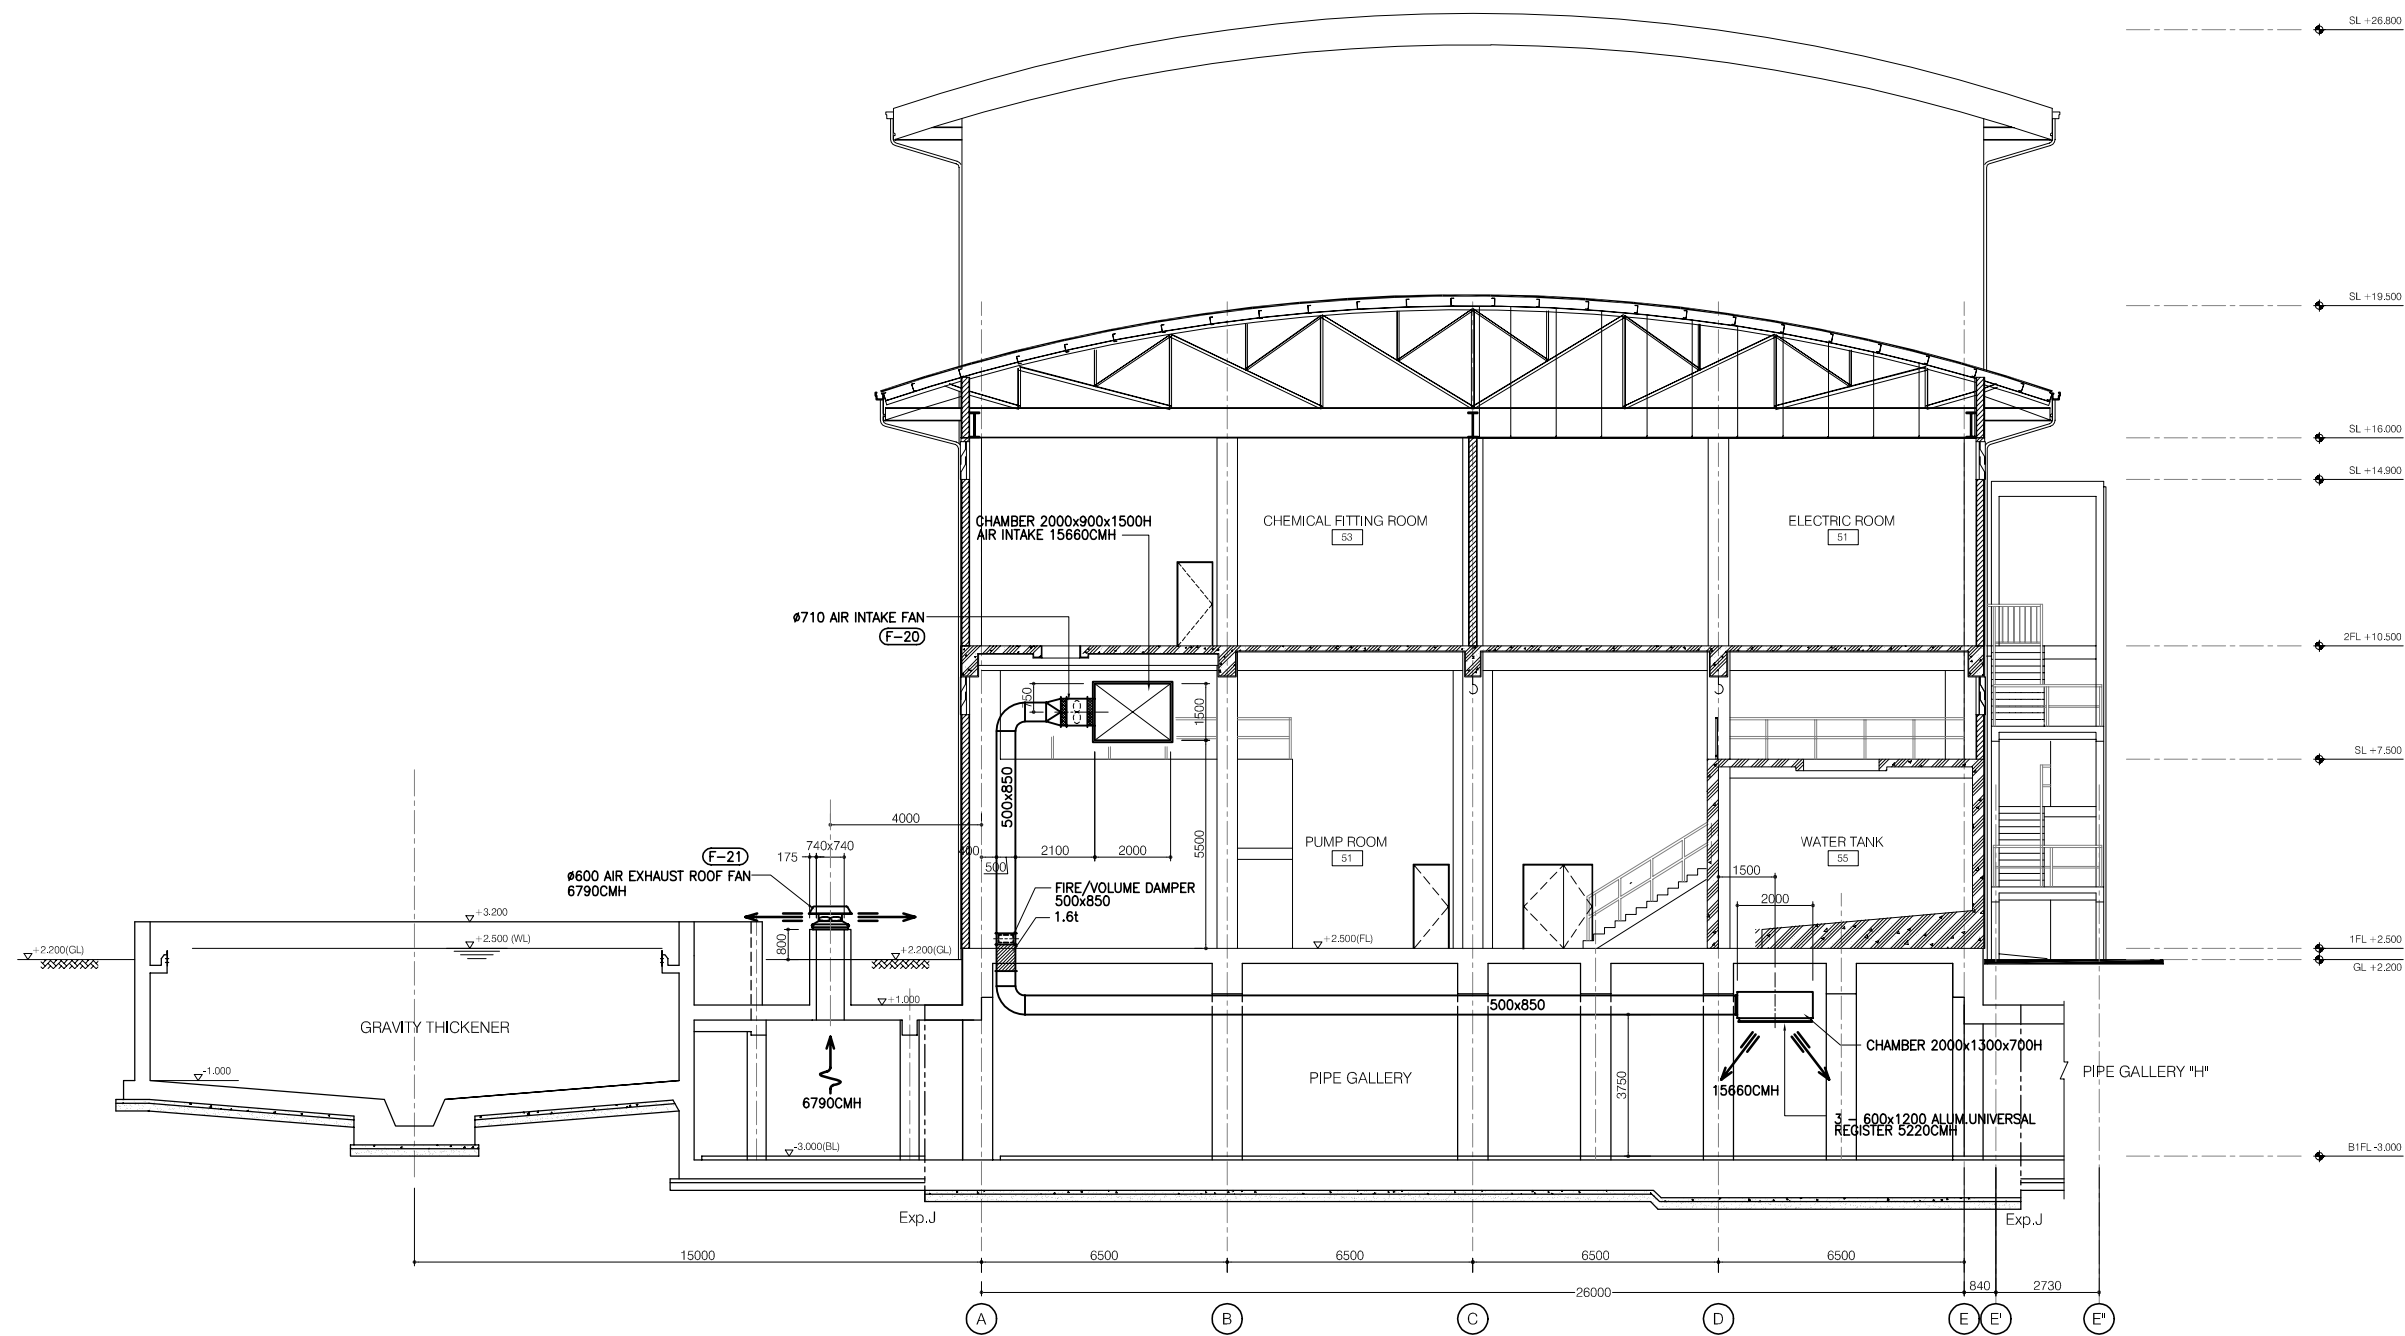 SL +26.800
SL +19.500
SL +16.000
SL +14.900
CHAMBER 2000x900x1500H
AIR INTAKE 15660CMH
CHEMICAL FITTING ROOM
53
ELECTRIC ROOM
51
Ø710 AIR INTAKE FAN
F-20
2FL +10.500
750
1500
SL +7.500
500x850
4000
740x740
175
F-21
Ø600 AIR EXHAUST ROOF FAN
6790CMH
500
2100
2000
5500
PUMP ROOM
51
WATER TANK
55
1500
2000
FIRE/VOLUME DAMPER
500x850
1.6t
+3.200
+2.500 (WL)
+2.200(GL)
800
+2.200(GL)
+2.500(FL)
1FL +2.500
GL +2.200
+1.000
500x850
GRAVITY THICKENER
CHAMBER 2000x1300x700H
-1.000
PIPE GALLERY
3750
15660CMH
PIPE GALLERY "H"
6790CMH
3 - 600x1200 ALUM.UNIVERSAL
REGISTER 5220CMH
-3.000(BL)
B1FL -3.000
Exp.J
Exp.J
15000
6500
6500
6500
6500
26000
840
2730
A
B
C
D
E
E'
E"